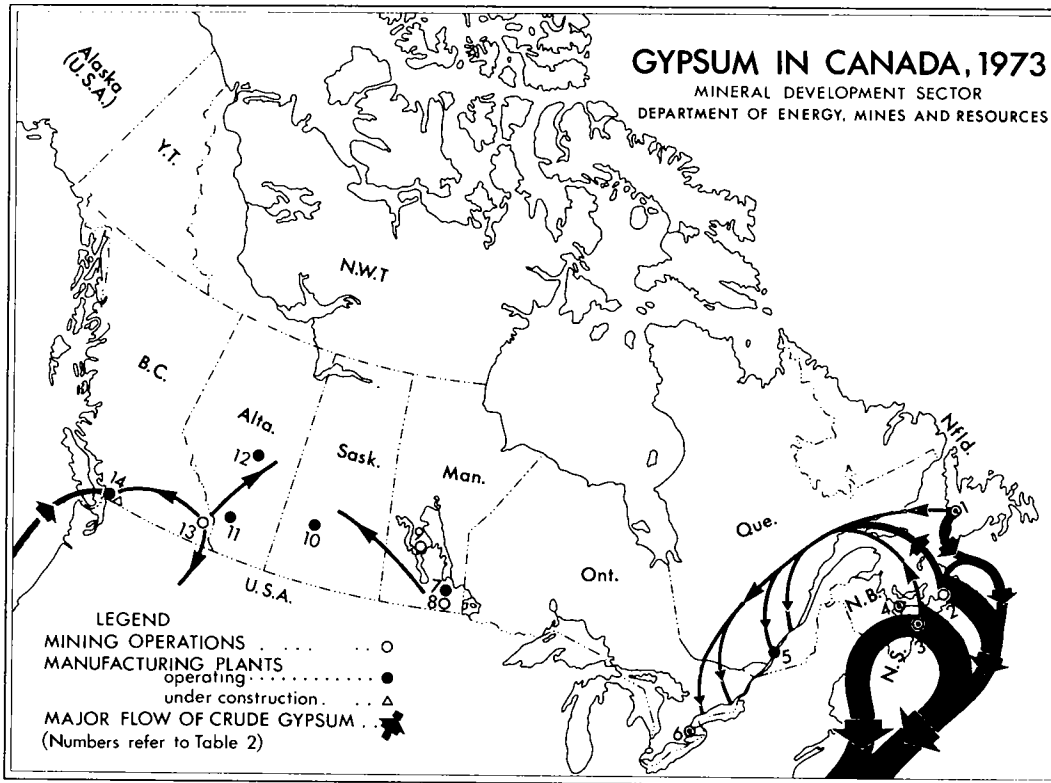 GYPSUM IN CANADA, 1973
MINERAL DEVELOPMENT SECTOR
DEPARTMENT OF ENERGY, MINES AND RESOURCES
Alaska
(U.S.A.)
Y.T.
N.W.T
B.C.
Alta.
Sask.
Man.
Ont.
Que.
Nfld.
N.B.
N.S.
U.S.A.
14
13
12
11
10
9
7
8
6
5
4
3
2
1
LEGEND
MINING OPERATIONS . . . . . . . .
MANUFACTURING PLANTS
operating . . . . . . . . . .
under construction . . .
MAJOR FLOW OF CRUDE GYPSUM . . .
(Numbers refer to Table 2)